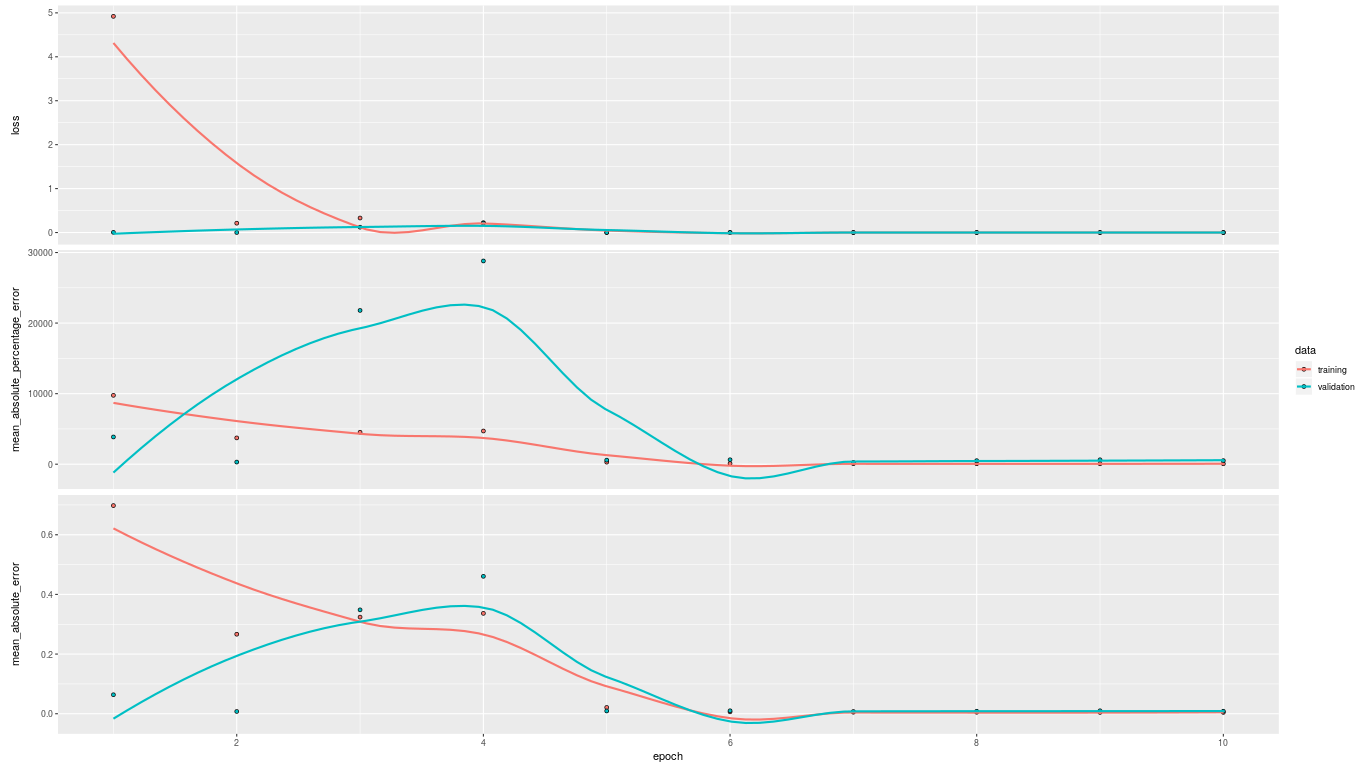 loss
5
4
3
2
1
0
mean_absolute_percentage_error
30000
20000
10000
0
mean_absolute_error
0.6
0.4
0.2
0.0
2
4
6
8
10
epoch
data
training
validation